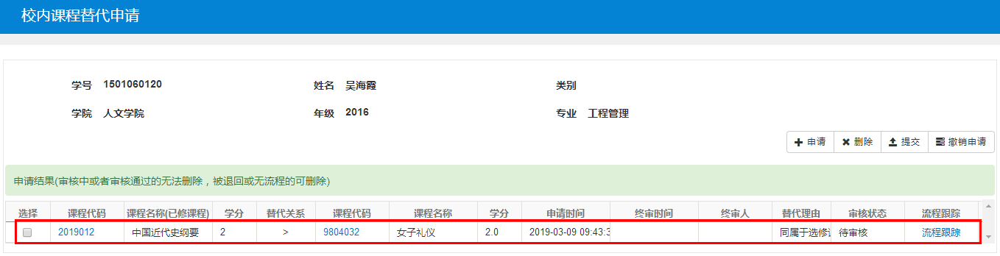 校内课程替代申请
学号 1501060120 姓名 吴海霞 类别
学院 人文学院 年级 2016 专业 工程管理
申请 删除 提交 撤销申请
申请结果(审核中或者审核通过的无法删除，被退回或无流程的可删除)
选择 课程代码 课程名称(已修课程) 学分 替代关系 课程代码 课程名称 学分 申请时间 终审时间 终审人 替代理由 审核状态 流程跟踪
2019012 中国近代史纲要 2 > 9804032 女子礼仪 2.0 2019-03-09 09:43:3 同属于选修 待审核 流程跟踪